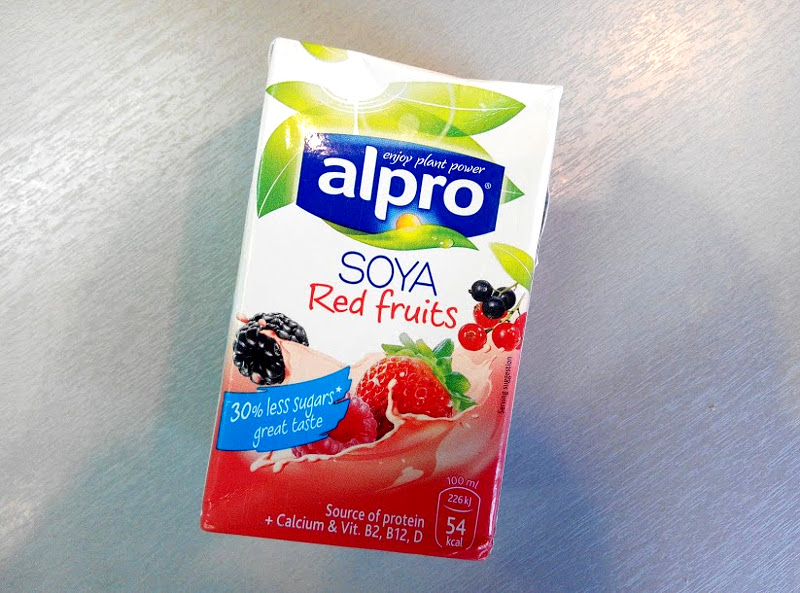 enjoy plant power
alpro®
SOYA
Red fruits
30% less sugars*
great taste
Serving suggestion
100 ml
226 kJ
54
kcal
Source of protein
+ Calcium & Vit. B2, B12, D